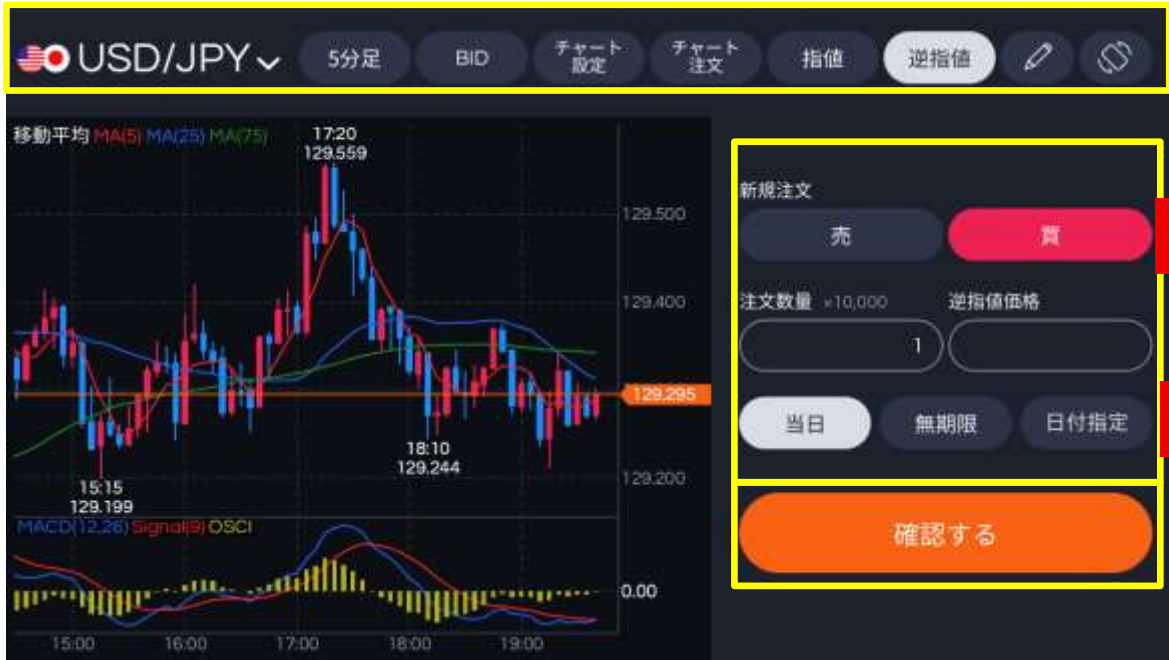 USD/JPY
5分足
BID
チャート
設定
チャート
注文
指値
逆指値
移動平均 MA(5) MA(25) MA(75)
17:20
129.559
129.500
129.400
129.295
18:10
129.244
129.200
15:15
129.199
MACD(12,26) Signal(9) OSCI
0.00
15:00 16:00 17:00 18:00 19:00
新規注文
売 買
注文数量 ×10,000 逆指値価格
1
当日 無期限 日付指定
確認する